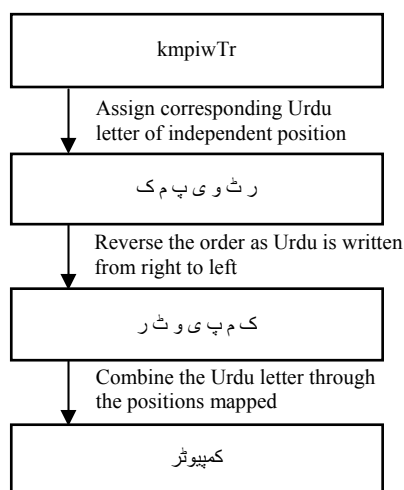 kmpiwTr
Assign corresponding Urdu
letter of independent position
ر ٹ و ی پ م ک
Reverse the order as Urdu is written
from right to left
ک م پ ی و ٹ ر
Combine the Urdu letter through
the positions mapped
کمپیوٹر